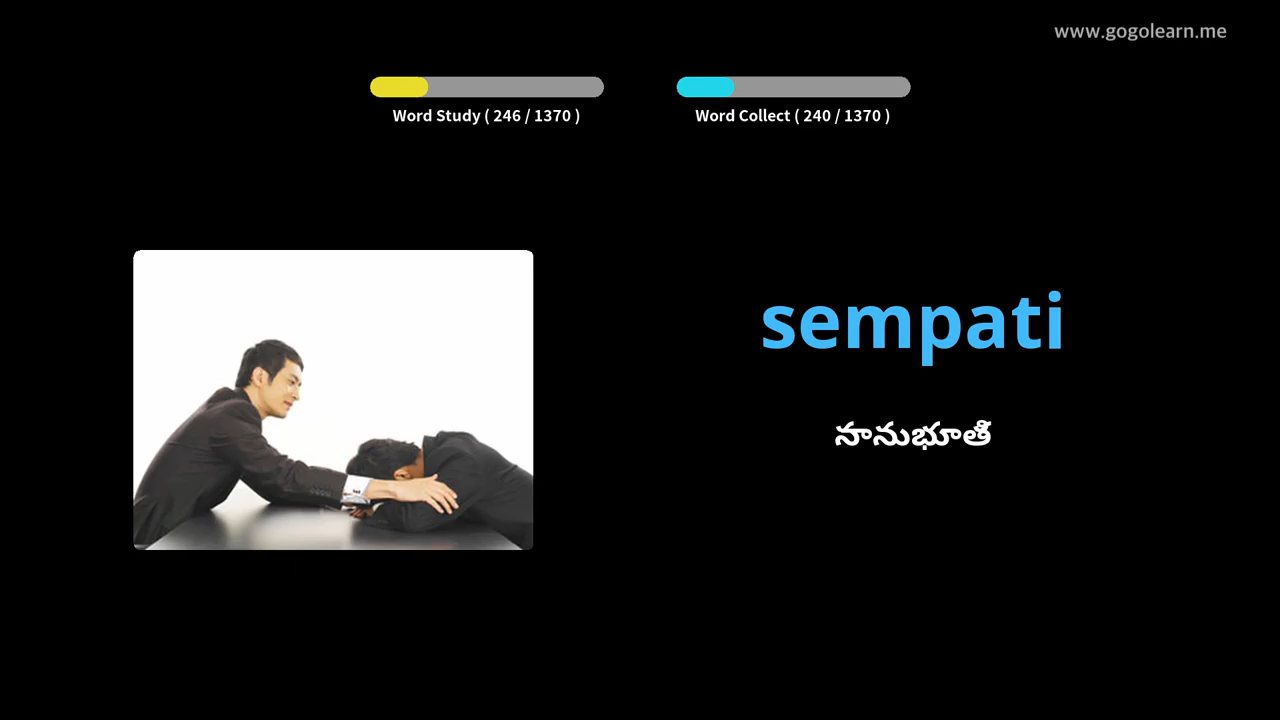 www.gogolearn.me
Word Study ( 246 / 1370 )
Word Collect ( 240 / 1370 )
sempati
నానుభూతి